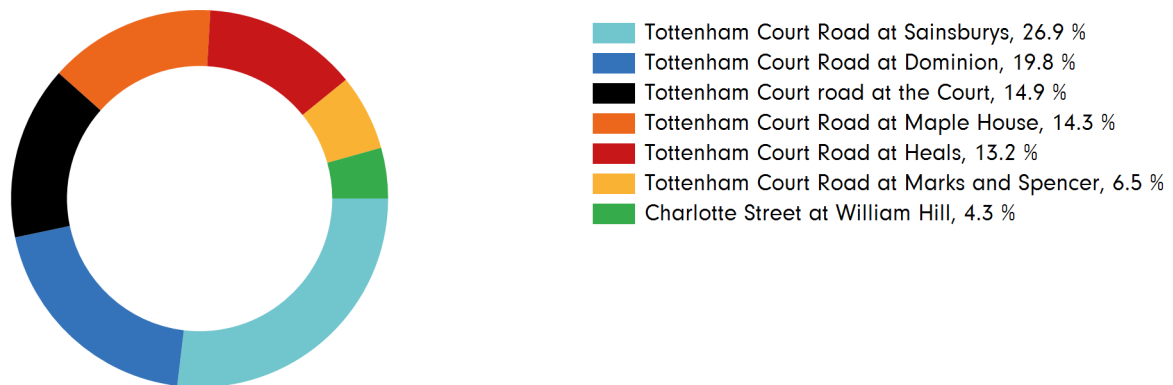 Tottenham Court Road at Sainsburys, 26.9 %
Tottenham Court Road at Dominion, 19.8 %
Tottenham Court road at the Court, 14.9 %
Tottenham Court Road at Maple House, 14.3 %
Tottenham Court Road at Heals, 13.2 %
Tottenham Court Road at Marks and Spencer, 6.5 %
Charlotte Street at William Hill, 4.3 %